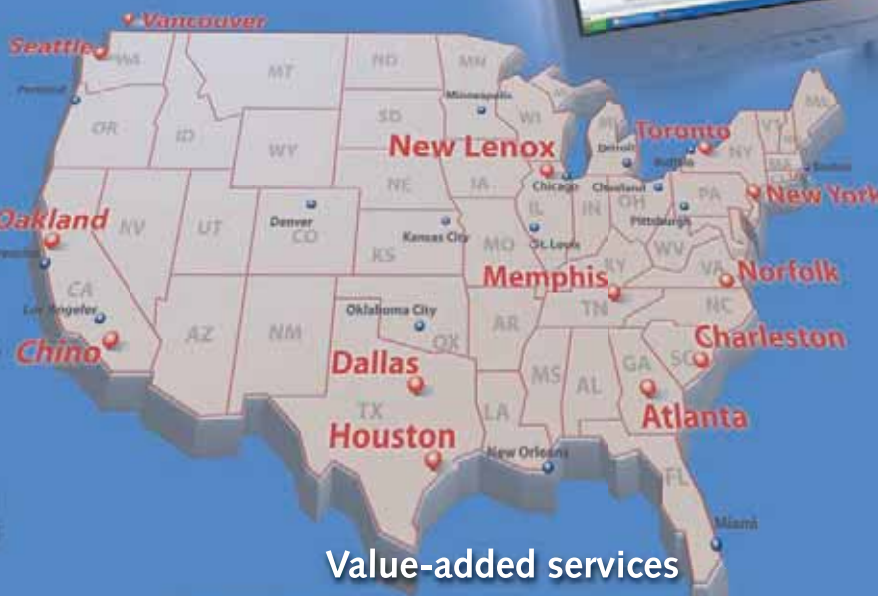 Vancouver
Seattle
WA
Portland
MT
ND
MN
Minneapolis
OR
ID
SD
WI
MI
Toronto
VT
ME
WY
New Lenox
Detroit
Buffalo
NY
MA
Boston
NE
IA
Chicago
Cleveland
PA
New York
Oakland
NV
UT
Denver
CO
Kansas City
IL
IN
OH
Pittsburgh
KS
MO
St. Louis
KY
WV
VA
Norfolk
CA
Memphis
Los Angeles
Oklahoma City
TN
NC
Chino
AZ
NM
OK
AR
Charleston
SC
Dallas
MS
AL
GA
TX
LA
Atlanta
Houston
New Orleans
FL
Miami
Value-added services